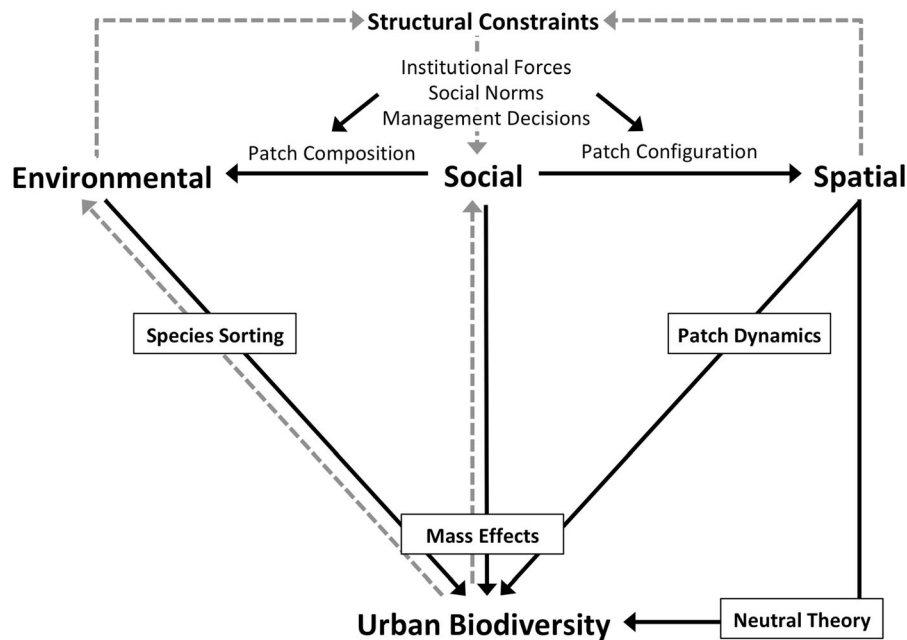 Structural Constraints
Institutional Forces
Social Norms
Management Decisions
Patch Composition
Patch Configuration
Environmental
Social
Spatial
Species Sorting
Patch Dynamics
Mass Effects
Urban Biodiversity
Neutral Theory